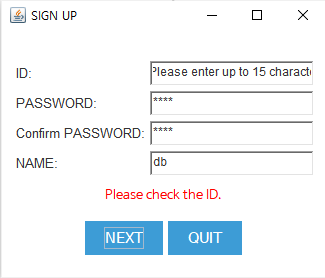 SIGN UP
ID: Please enter up to 15 characte
PASSWORD: ****
Confirm PASSWORD: ****
NAME: db
Please check the ID.
NEXT QUIT